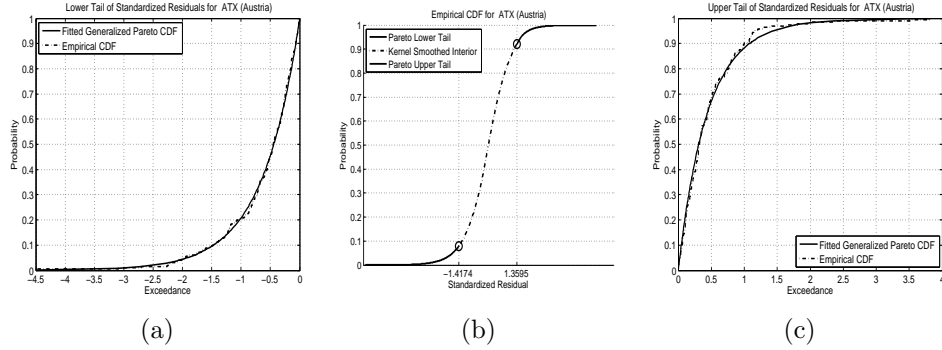 Lower Tail of Standardized Residuals for ATX (Austria)
Fitted Generalized Pareto CDF
Empirical CDF
Probability
1
0.9
0.8
0.7
0.6
0.5
0.4
0.3
0.2
0.1
0
−4.5 −4 −3.5 −3 −2.5 −2 −1.5 −1 −0.5 0
Exceedance
(a)
Empirical CDF for ATX (Austria)
Pareto Lower Tail
Kernel Smoothed Interior
Pareto Upper Tail
Probability
1
0.9
0.8
0.7
0.6
0.5
0.4
0.3
0.2
0.1
0
−1.4174 1.3595
Standardized Residual
(b)
Upper Tail of Standardized Residuals for ATX (Austria)
Probability
1
0.9
0.8
0.7
0.6
0.5
0.4
0.3
0.2
0.1
0
Fitted Generalized Pareto CDF
Empirical CDF
0 0.5 1 1.5 2 2.5 3 3.5 4
Exceedance
(c)